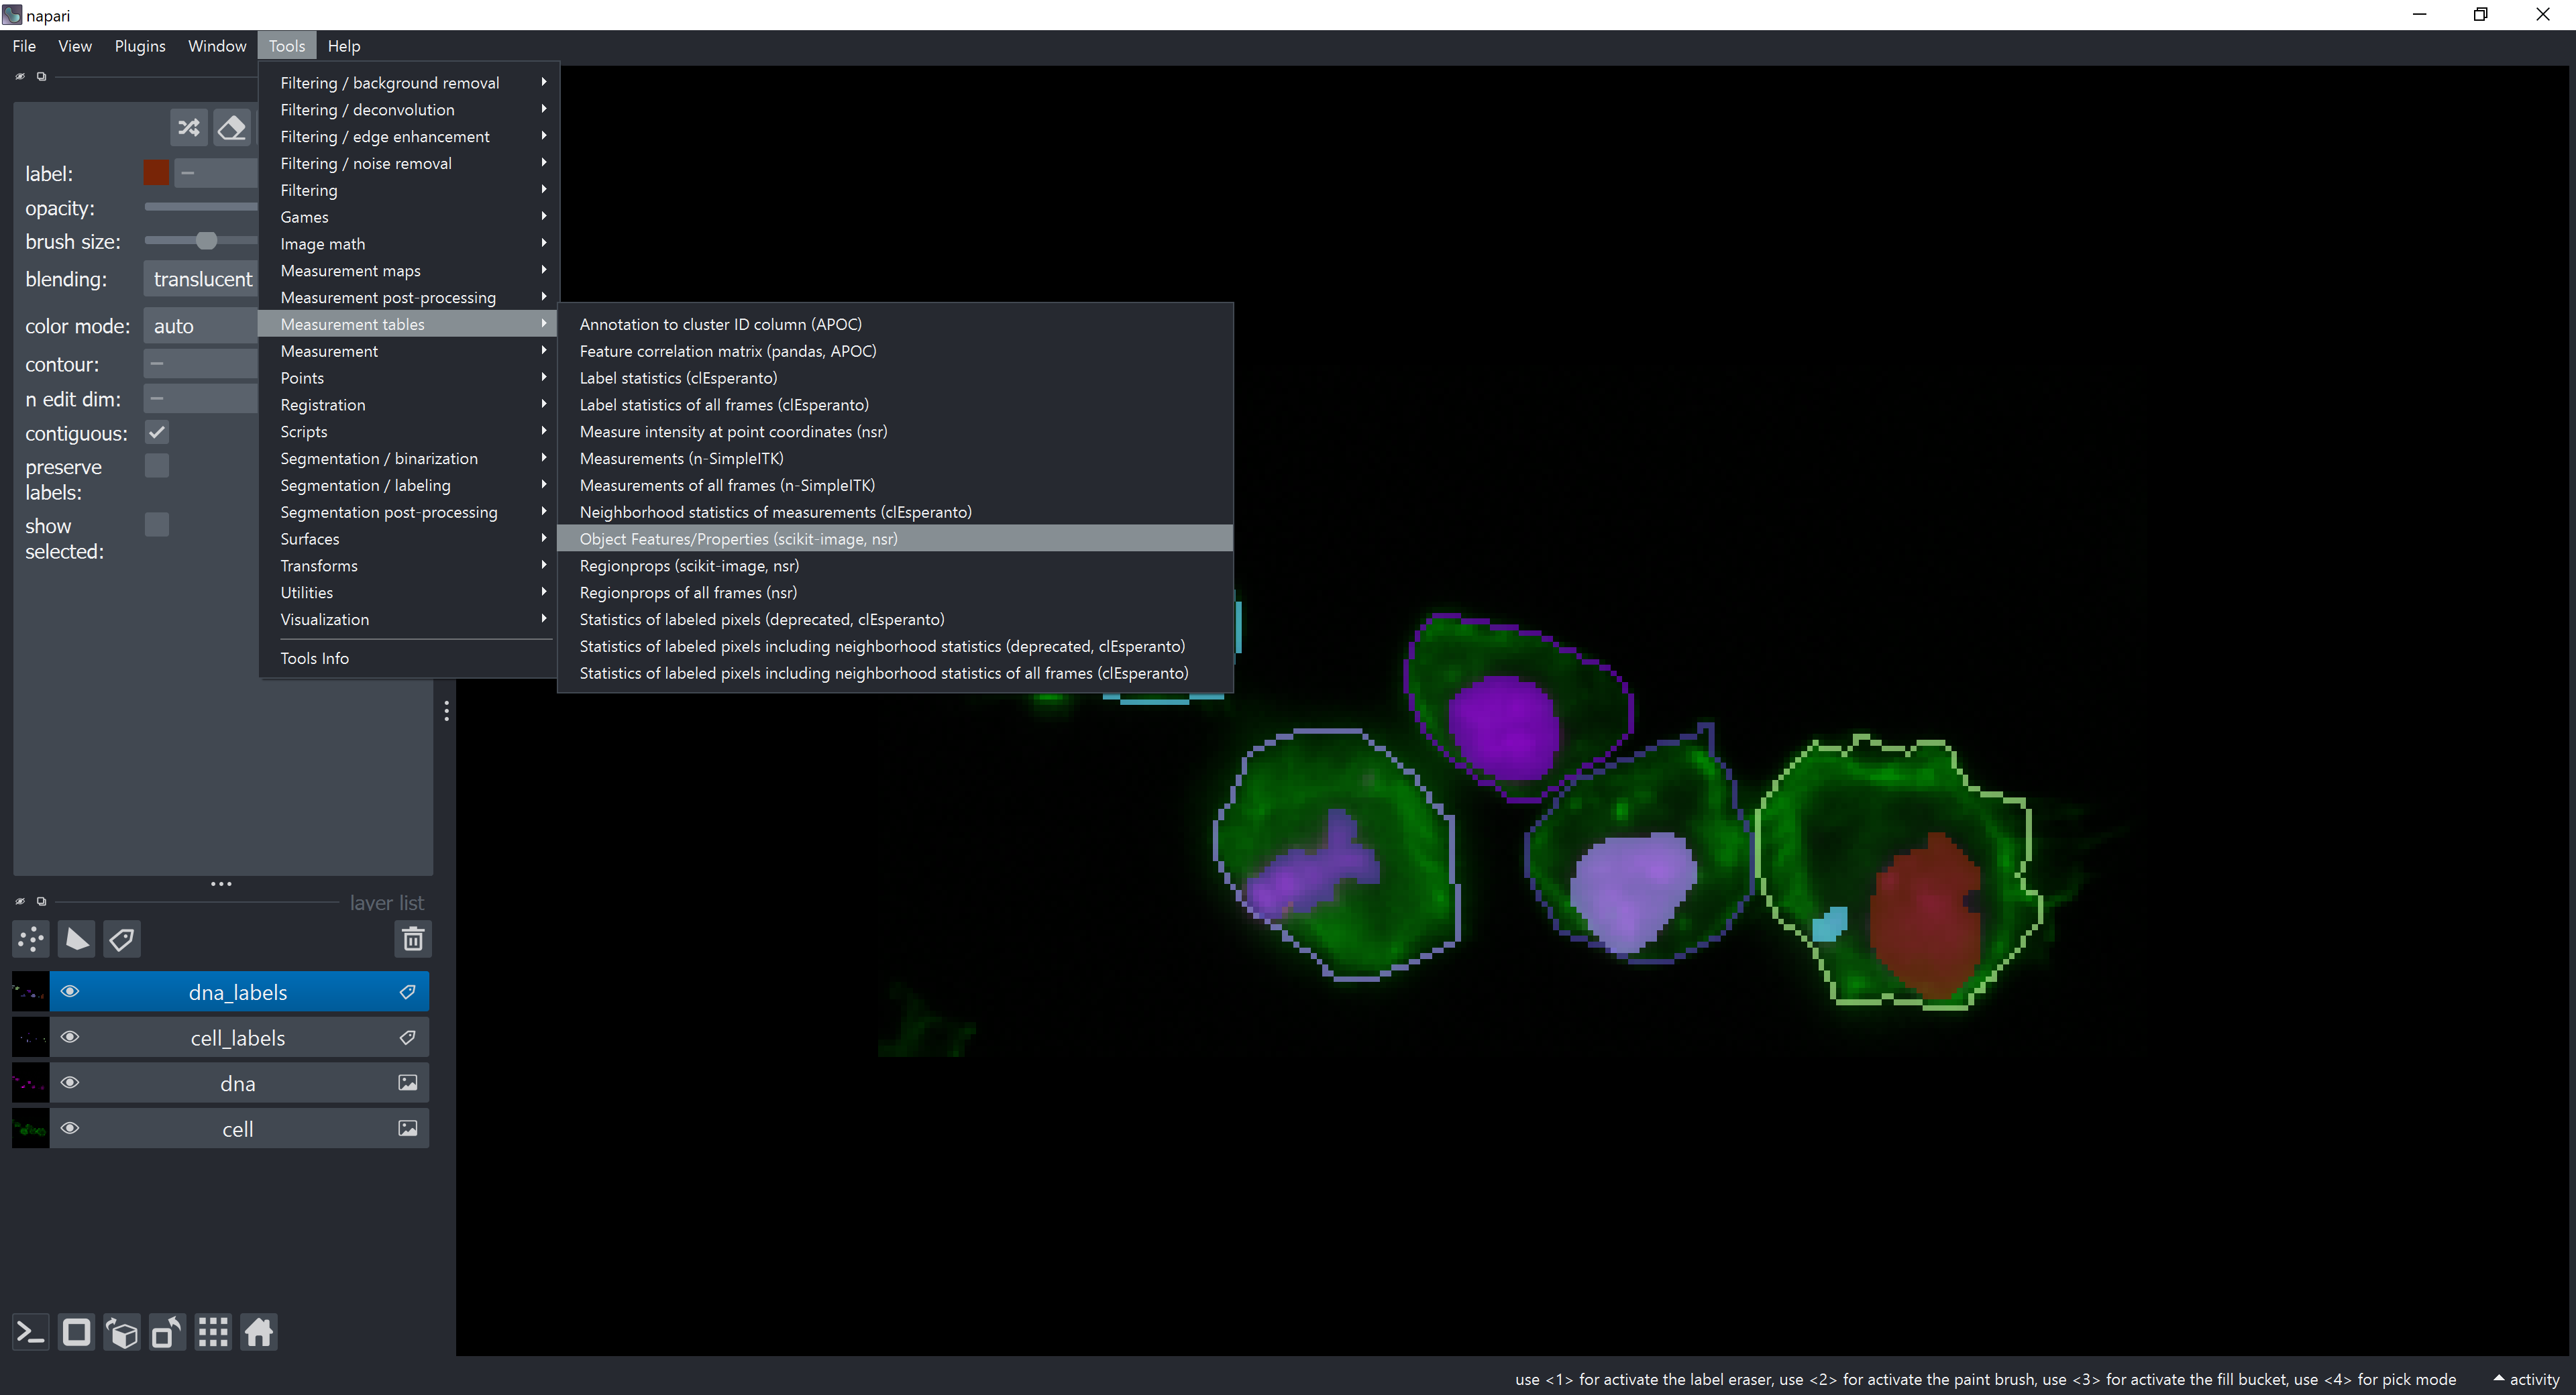 napari
File View Plugins Window Tools Help
label:
opacity:
brush size:
blending: translucent
color mode: auto
contour:
n edit dim:
contiguous:
preserve
labels:
show
selected:
Filtering / background removal
Filtering / deconvolution
Filtering / edge enhancement
Filtering / noise removal
Filtering
Games
Image math
Measurement maps
Measurement post-processing
Measurement tables
Measurement
Points
Registration
Scripts
Segmentation / binarization
Segmentation / labeling
Segmentation post-processing
Surfaces
Transforms
Utilities
Visualization
Tools Info
Annotation to cluster ID column (APOC)
Feature correlation matrix (pandas, APOC)
Label statistics (clEsperanto)
Label statistics of all frames (clEsperanto)
Measure intensity at point coordinates (nsr)
Measurements (n-SimpleITK)
Measurements of all frames (n-SimpleITK)
Neighborhood statistics of measurements (clEsperanto)
Object Features/Properties (scikit-image, nsr)
Regionprops (scikit-image, nsr)
Regionprops of all frames (nsr)
Statistics of labeled pixels (deprecated, clEsperanto)
Statistics of labeled pixels including neighborhood statistics (deprecated, clEsperanto)
Statistics of labeled pixels including neighborhood statistics of all frames (clEsperanto)
layer list
dna_labels
cell_labels
dna
cell
use <1> for activate the label eraser, use <2> for activate the paint brush, use <3> for activate the fill bucket, use <4> for pick mode
activity